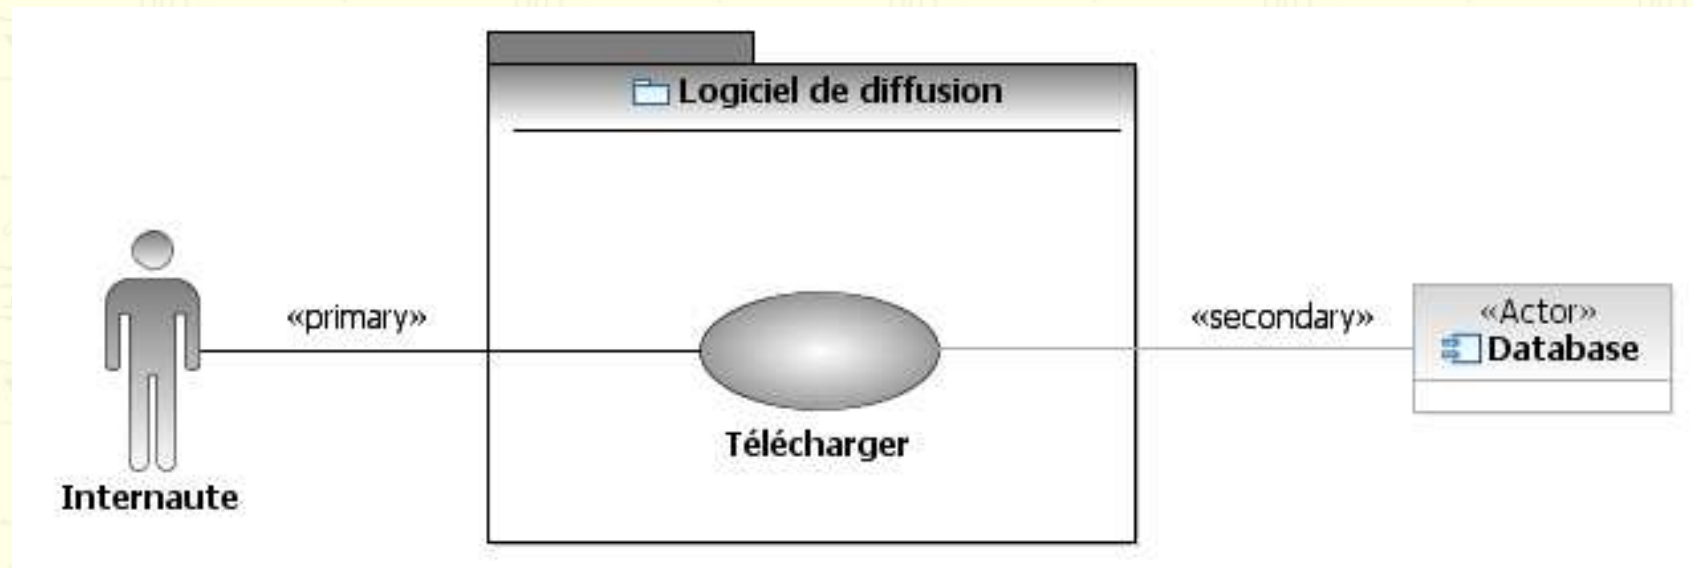 Logiciel de diffusion
«primary»
«secondary»
«Actor»
Database
Télécharger
Internaute